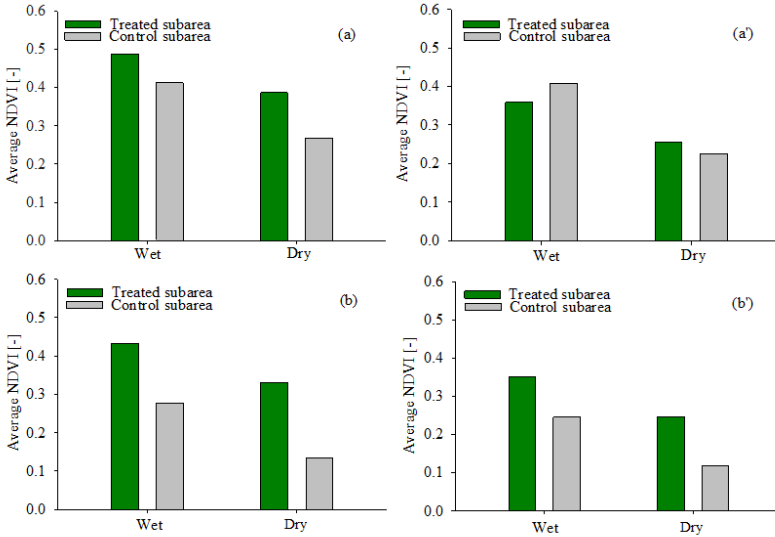 0.6
0.5
0.4
0.3
0.2
0.1
0.0
Average NDVI [-]
Treated subarea
Control subarea
(a)
Wet
Dry
0.6
0.5
0.4
0.3
0.2
0.1
0.0
Average NDVI [-]
Treated subarea
Control subarea
(a')
Wet
Dry
0.6
0.5
0.4
0.3
0.2
0.1
0.0
Average NDVI [-]
Treated subarea
Control subarea
(b)
Wet
Dry
0.6
0.5
0.4
0.3
0.2
0.1
0.0
Average NDVI [-]
Treated subarea
Control subarea
(b')
Wet
Dry